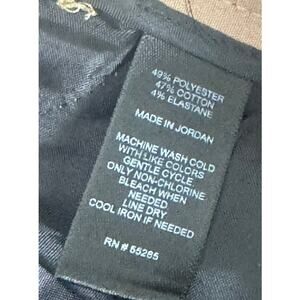 49% POLYESTER
47% COTTON
4% ELASTANE
MADE IN JORDAN
MACHINE WASH COLD
WITH LIKE COLORS
GENTLE CYCLE
ONLY NON-CHLORINE
BLEACH WHEN
NEEDED
LINE DRY
COOL IRON IF NEEDED
RN # 55285